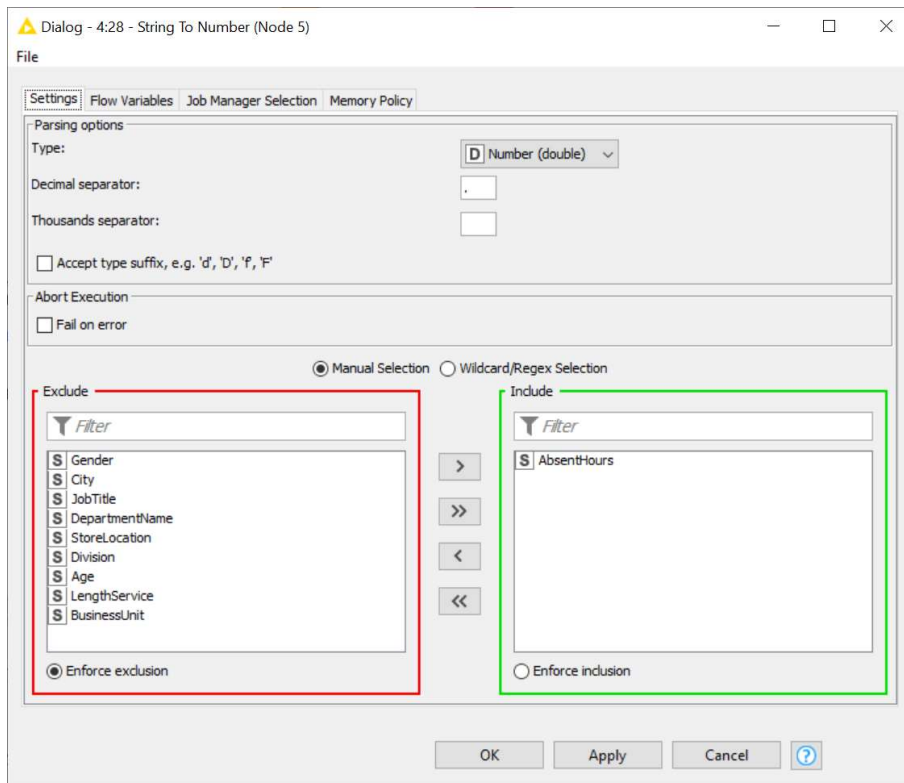 Dialog - 4:28 - String To Number (Node 5)
File
Settings Flow Variables Job Manager Selection Memory Policy
Parsing options
Type: D Number (double)
Decimal separator: .
Thousands separator:
Accept type suffix, e.g. 'd', 'D', 'f', 'F'
Abort Execution
Fail on error
Manual Selection Wildcard/Regex Selection
Exclude
Filter
S Gender
S City
S JobTitle
S DepartmentName
S StoreLocation
S Division
S Age
S LengthService
S BusinessUnit
Enforce exclusion
>
>>
<
<<
Include
Filter
S AbsentHours
Enforce inclusion
OK Apply Cancel ?